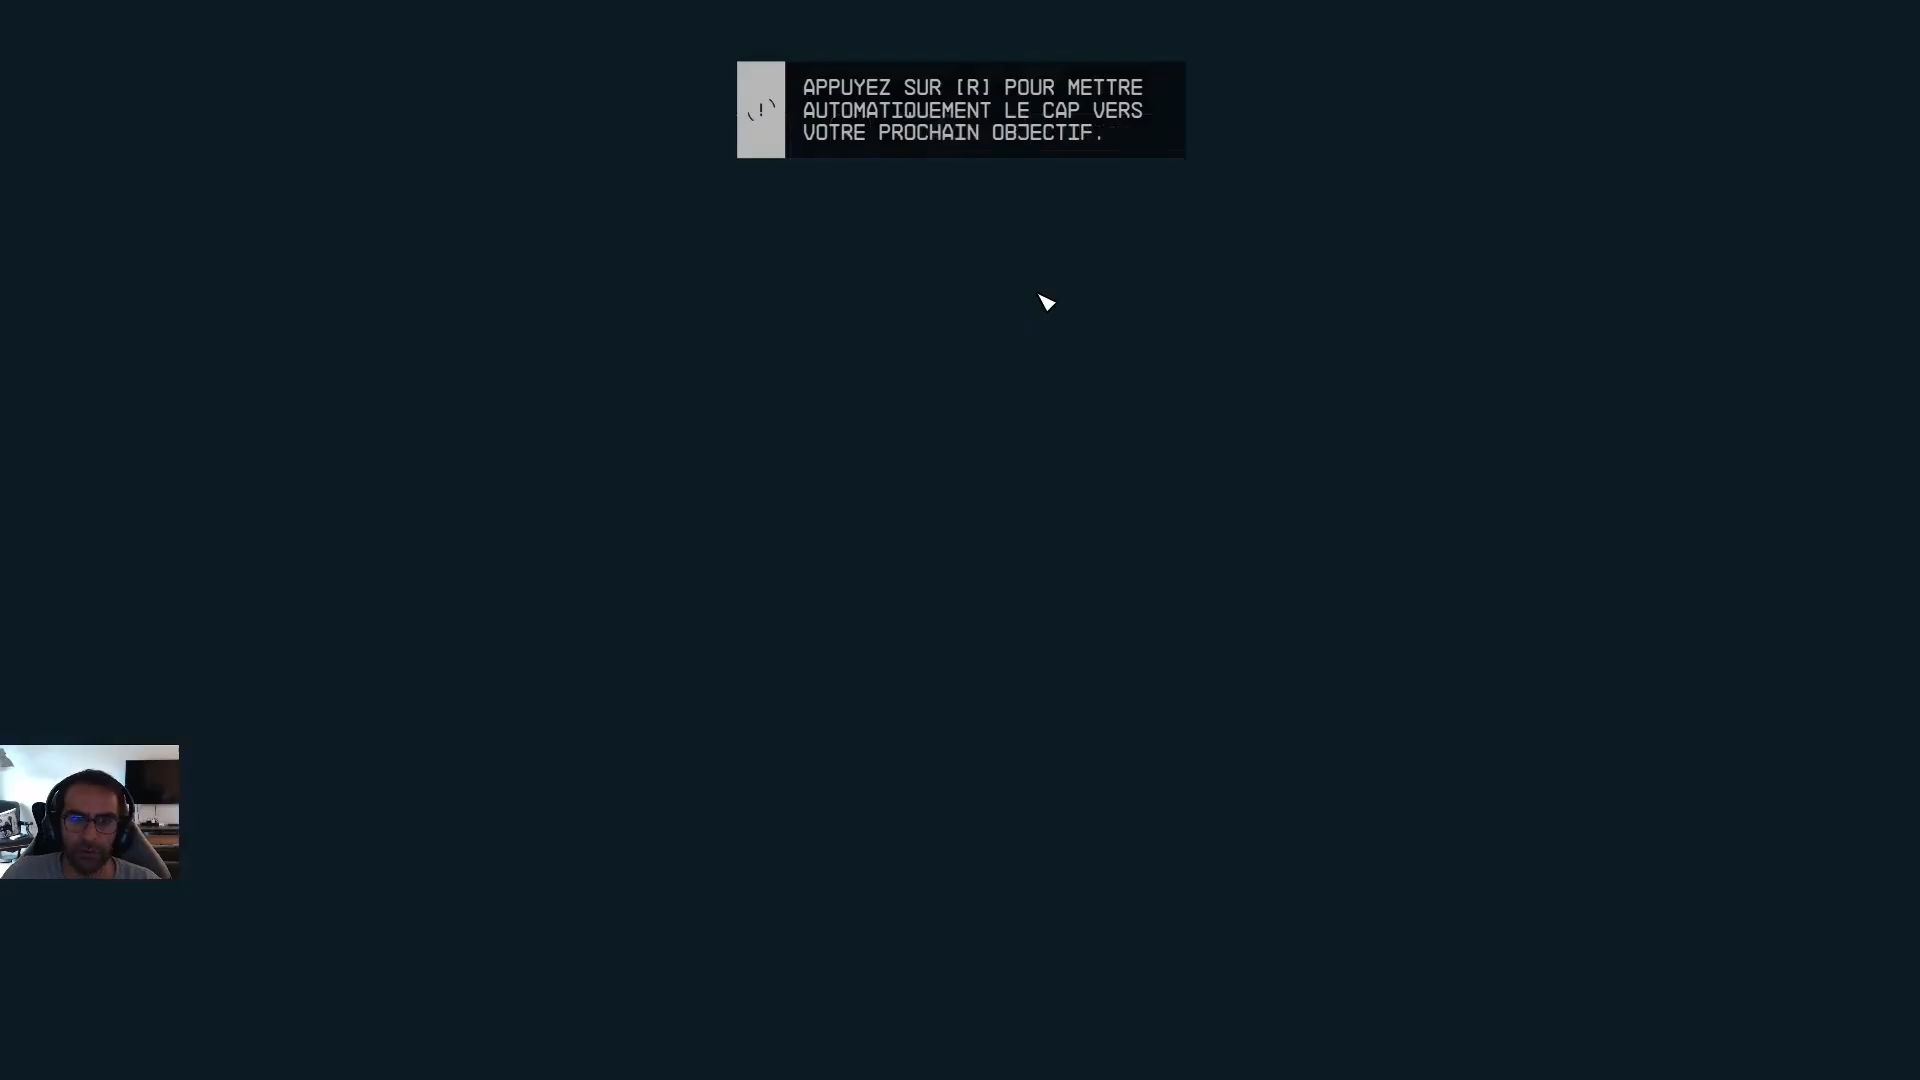 APPUYEZ SUR [R] POUR METTRE
AUTOMATIQUEMENT LE CAP VERS
VOTRE PROCHAIN OBJECTIF.